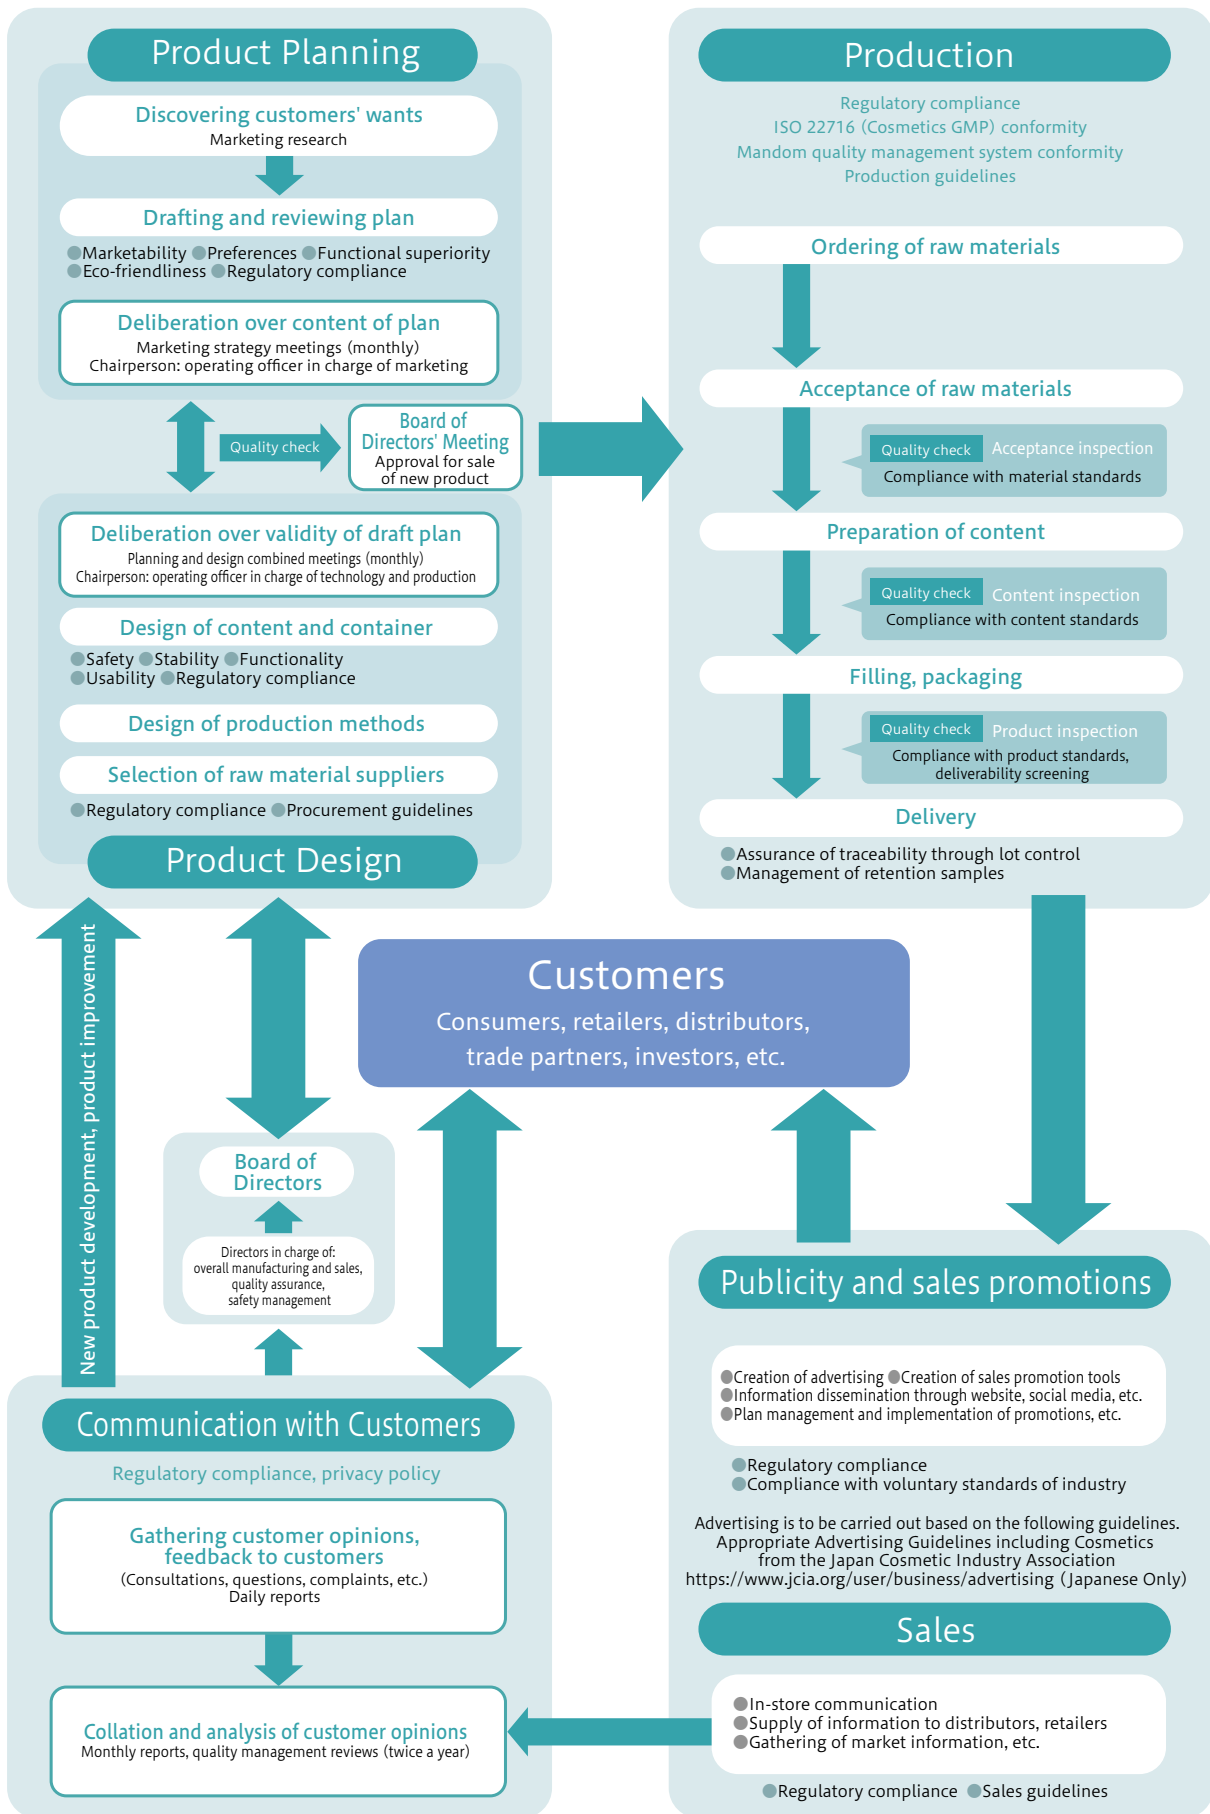 Product Planning
Discovering customers' wants
Marketing research
Drafting and reviewing plan
●Marketability ●Preferences ●Functional superiority
●Eco-friendliness ●Regulatory compliance
Deliberation over content of plan
Marketing strategy meetings (monthly)
Chairperson: operating officer in charge of marketing
Quality check
Board of
Directors' Meeting
Approval for sale
of new product
Deliberation over validity of draft plan
Planning and design combined meetings (monthly)
Chairperson: operating officer in charge of technology and production
Design of content and container
●Safety ●Stability ●Functionality
●Usability ●Regulatory compliance
Design of production methods
Selection of raw material suppliers
●Regulatory compliance ●Procurement guidelines
Product Design
Production
Regulatory compliance
ISO 22716 (Cosmetics GMP) conformity
Mandom quality management system conformity
Production guidelines
Ordering of raw materials
Acceptance of raw materials
Quality check Acceptance inspection
Compliance with material standards
Preparation of content
Quality check Content inspection
Compliance with content standards
Filling, packaging
Quality check Product inspection
Compliance with product standards,
deliverability screening
Delivery
●Assurance of traceability through lot control
●Management of retention samples
New product development, product improvement
Customers
Consumers, retailers, distributors,
trade partners, investors, etc.
Board of
Directors
Directors in charge of:
overall manufacturing and sales,
quality assurance,
safety management
Communication with Customers
Regulatory compliance, privacy policy
Gathering customer opinions,
feedback to customers
(Consultations, questions, complaints, etc.)
Daily reports
Collation and analysis of customer opinions
Monthly reports, quality management reviews (twice a year)
Publicity and sales promotions
●Creation of advertising ●Creation of sales promotion tools
●Information dissemination through website, social media, etc.
●Plan management and implementation of promotions, etc.
●Regulatory compliance
●Compliance with voluntary standards of industry
Advertising is to be carried out based on the following guidelines.
Appropriate Advertising Guidelines including Cosmetics
from the Japan Cosmetic Industry Association
https://www.jcia.org/user/business/advertising (Japanese Only)
Sales
●In-store communication
●Supply of information to distributors, retailers
●Gathering of market information, etc.
●Regulatory compliance ●Sales guidelines